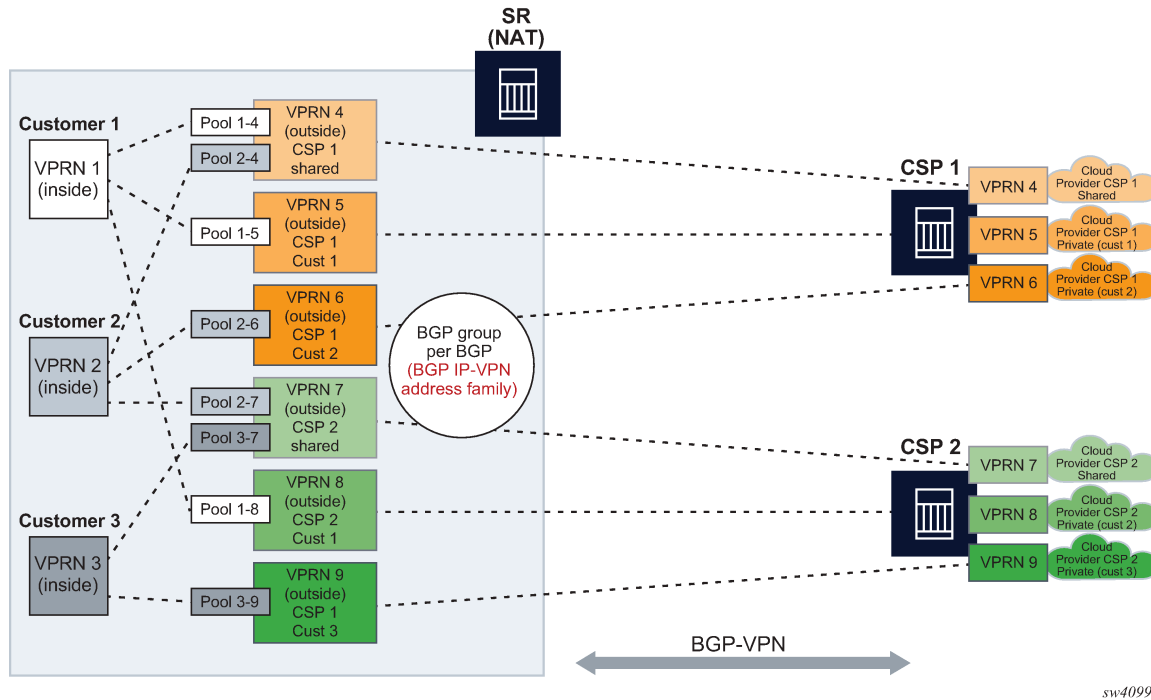 SR
(NAT)
Customer 1
VPRN 1
(inside)
Customer 2
VPRN 2
(inside)
Customer 3
VPRN 3
(inside)
Pool 1-4
Pool 2-4
VPRN 4
(outside)
CSP 1
shared
Pool 1-5
VPRN 5
(outside)
CSP 1
Cust 1
Pool 2-6
VPRN 6
(outside)
CSP 1
Cust 2
Pool 2-7
Pool 3-7
VPRN 7
(outside)
CSP 2
shared
Pool 1-8
VPRN 8
(outside)
CSP 2
Cust 1
Pool 3-9
VPRN 9
(outside)
CSP 1
Cust 3
BGP group
per BGP
(BGP IP-VPN
address family)
CSP 1
VPRN 4
Cloud
Provider CSP 1
Shared
VPRN 5
Cloud
Provider CSP 1
Private (cust 1)
VPRN 6
Cloud
Provider CSP 1
Private (cust 2)
CSP 2
VPRN 7
Cloud
Provider CSP 2
Shared
VPRN 8
Cloud
Provider CSP 2
Private (cust 2)
VPRN 9
Cloud
Provider CSP 2
Private (cust 3)
BGP-VPN
sw4099